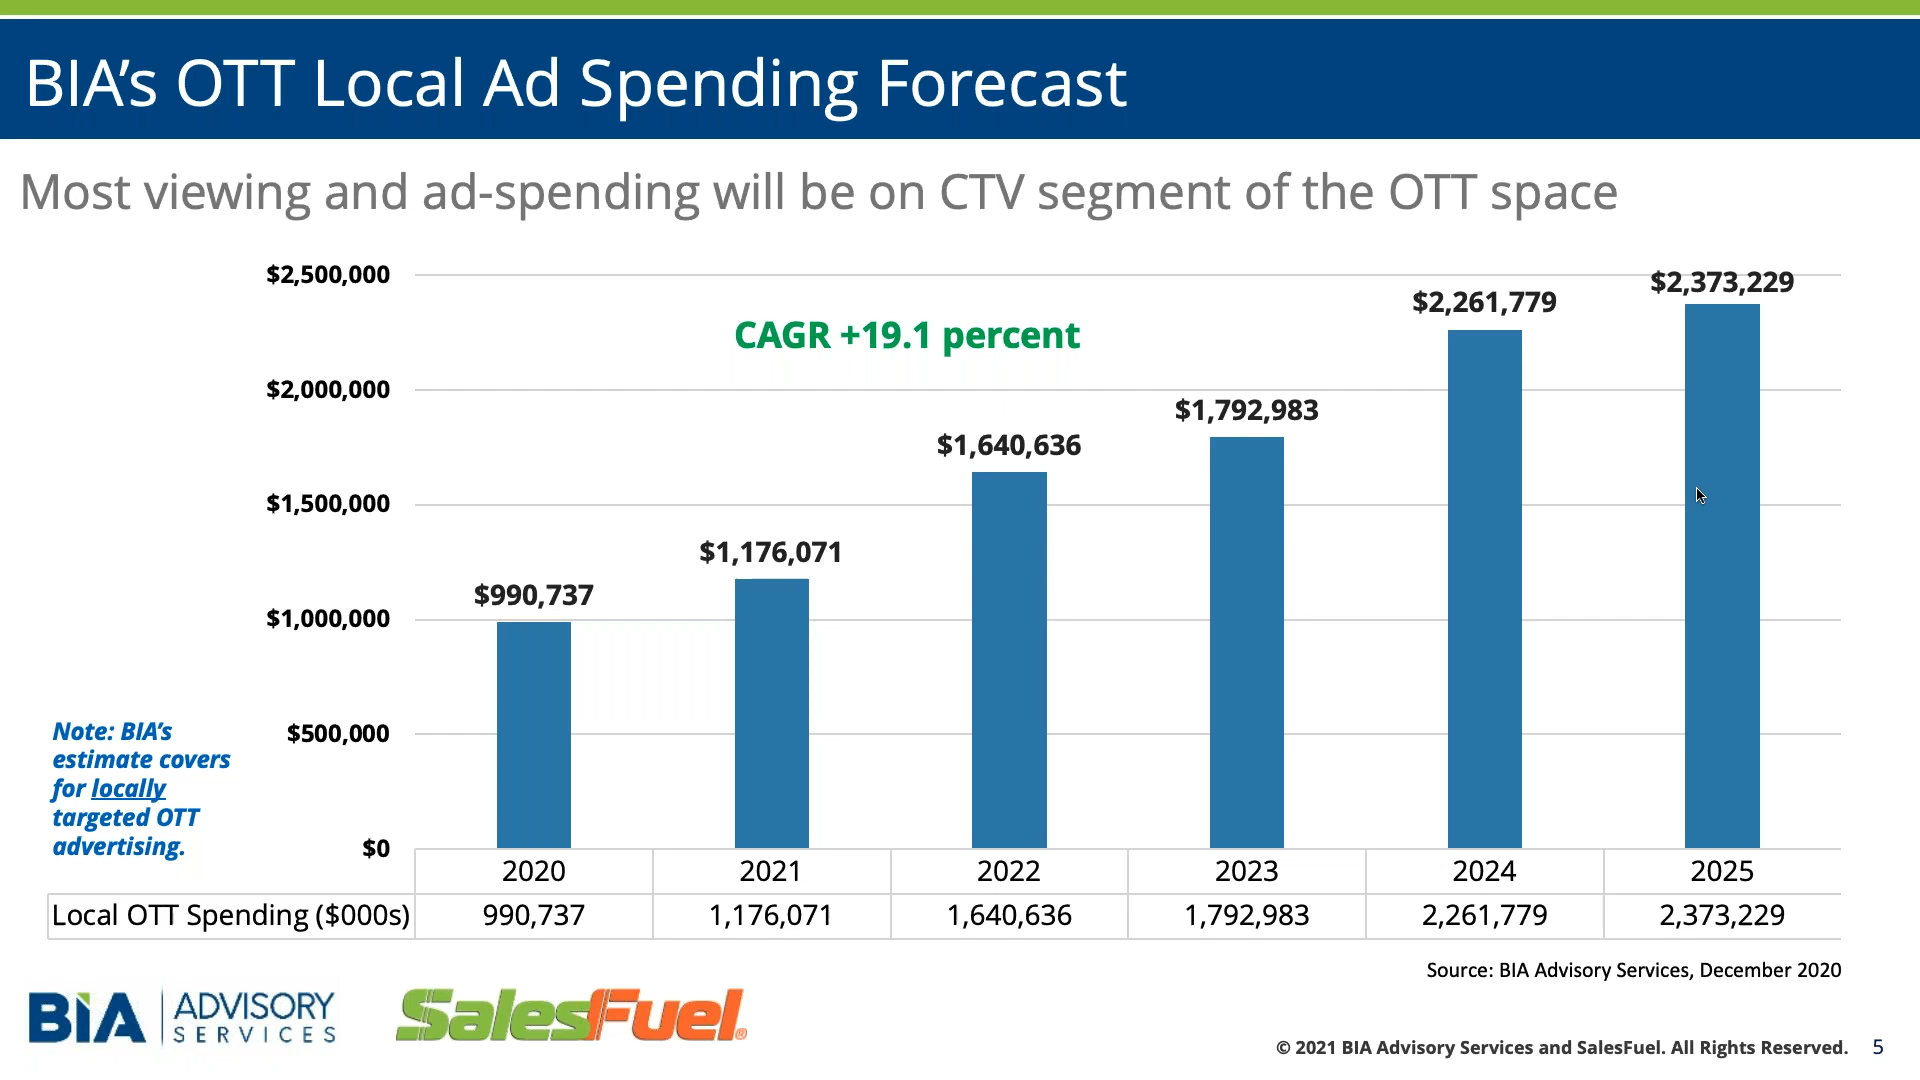 BIA’s OTT Local Ad Spending Forecast
Most viewing and ad-spending will be on CTV segment of the OTT space
$2,500,000
$2,000,000
$1,500,000
$1,000,000
$500,000
$0
CAGR +19.1 percent
$990,737
$1,176,071
$1,640,636
$1,792,983
$2,261,779
$2,373,229
Note: BIA’s
estimate covers
for locally
targeted OTT
advertising.
2020 2021 2022 2023 2024 2025
Local OTT Spending ($000s) 990,737 1,176,071 1,640,636 1,792,983 2,261,779 2,373,229
Source: BIA Advisory Services, December 2020
BIA ADVISORY
SERVICES
SalesFuel®
© 2021 BIA Advisory Services and SalesFuel. All Rights Reserved. 5